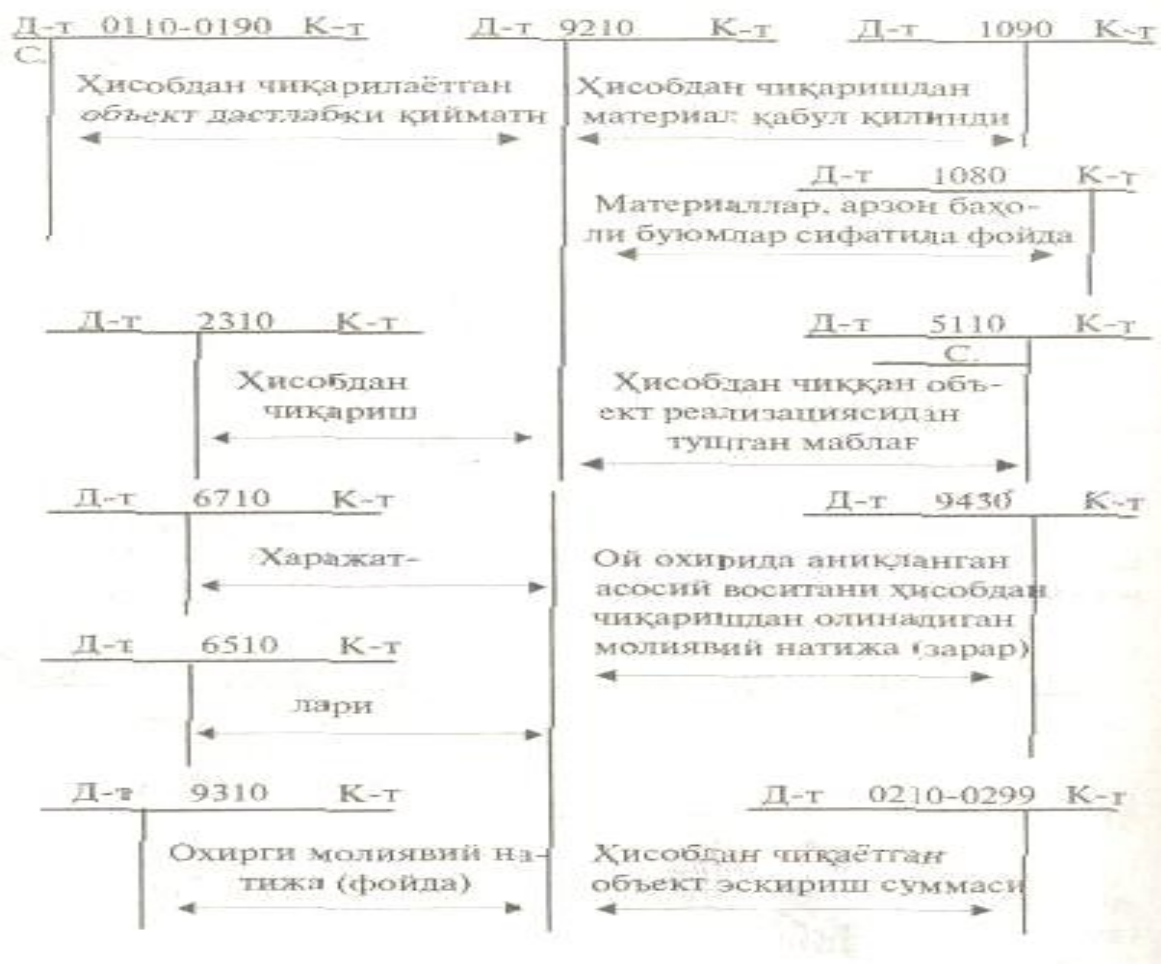 Д-т 0110-0190 К-т
С.
Ҳисобдан чиқарилаётган
объект дастлабки қиймати
Д-т 9210 К-т
Ҳисобдан чиқаришдан
материал қабул қилинди
Д-т 1090 К-т
Д-т 1080 К-т
Материаллар, арзон баҳо-
ли буюмлар сифатида фойда
Д-т 2310 К-т
Ҳисобдан
чиқариш
Д-т 5110 К-т
С.
Ҳисобдан чиққан объ-
ект реализациясидан
тушган маблағ
Д-т 6710 К-т
Харажат-
Д-т 9430 К-т
Ой охирида аниқланган
асосий воситани ҳисобдан
чиқаришдан олинадиган
молиявий натижа (зарар)
Д-т 6510 К-т
лари
Д-т 9310 К-т
Охирги молиявий на-
тижа (фойда)
Д-т 0210-0299 К-т
Ҳисобдан чиқаётган
объект эскириш суммаси